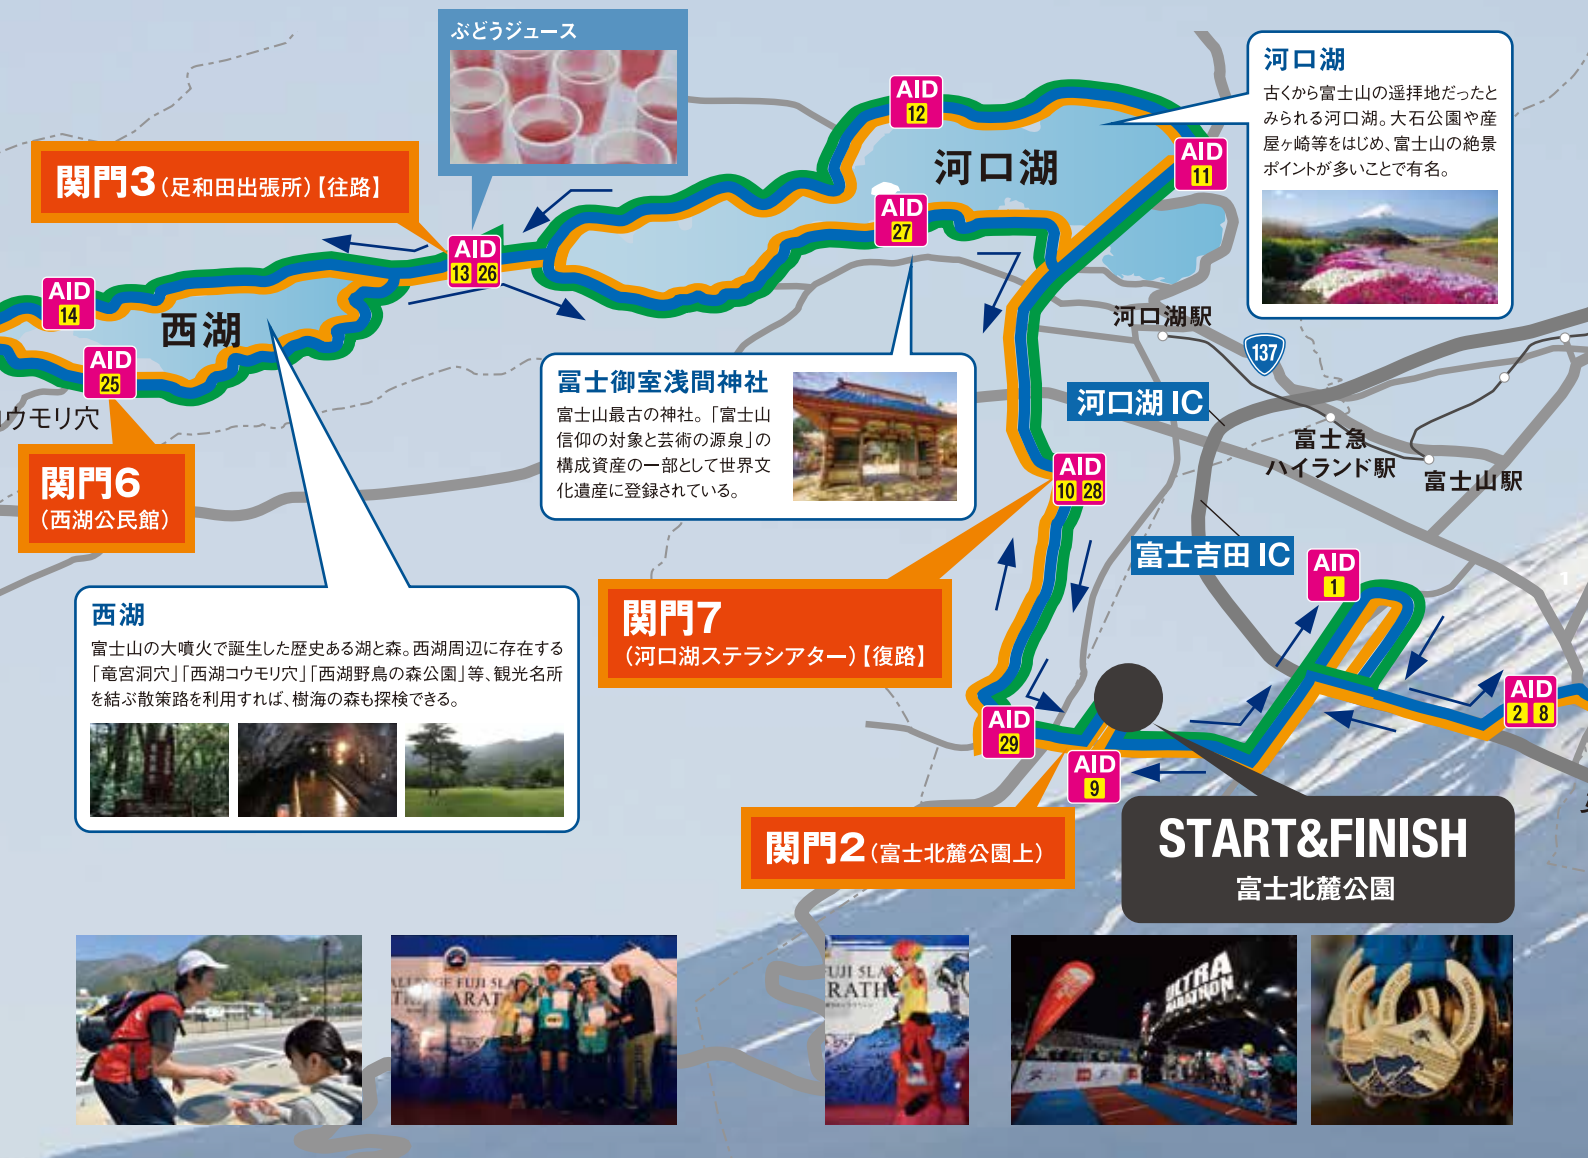 ぶどうジュース
関門3(足和田出張所)【往路】
AID
12
河口湖
AID
11
河口湖
古くから富士山の遥拝地だったと
みられる河口湖。大石公園や産
屋ヶ崎等をはじめ、富士山の絶景
ポイントが多いことで有名。
AID
27
AID
13 26
AID
14
西湖
AID
25
コウモリ穴
関門6
(西湖公民館)
冨士御室浅間神社
富士山最古の神社。「富士山
信仰の対象と芸術の源泉」の
構成資産の一部として世界文
化遺産に登録されている。
河口湖駅
137
河口湖 IC
富士急
ハイランド駅
富士山駅
AID
10 28
富士吉田 IC
AID
1
西湖
富士山の大噴火で誕生した歴史ある湖と森。西湖周辺に存在する
「竜宮洞穴」「西湖コウモリ穴」「西湖野鳥の森公園」等、観光名所
を結ぶ散策路を利用すれば、樹海の森も探検できる。
関門7
(河口湖ステラシアター)【復路】
AID
29
AID
9
AID
2 8
関門2(富士北麓公園上)
START&FINISH
富士北麓公園
FUJI 5LAK
ULTRA
MARATHON